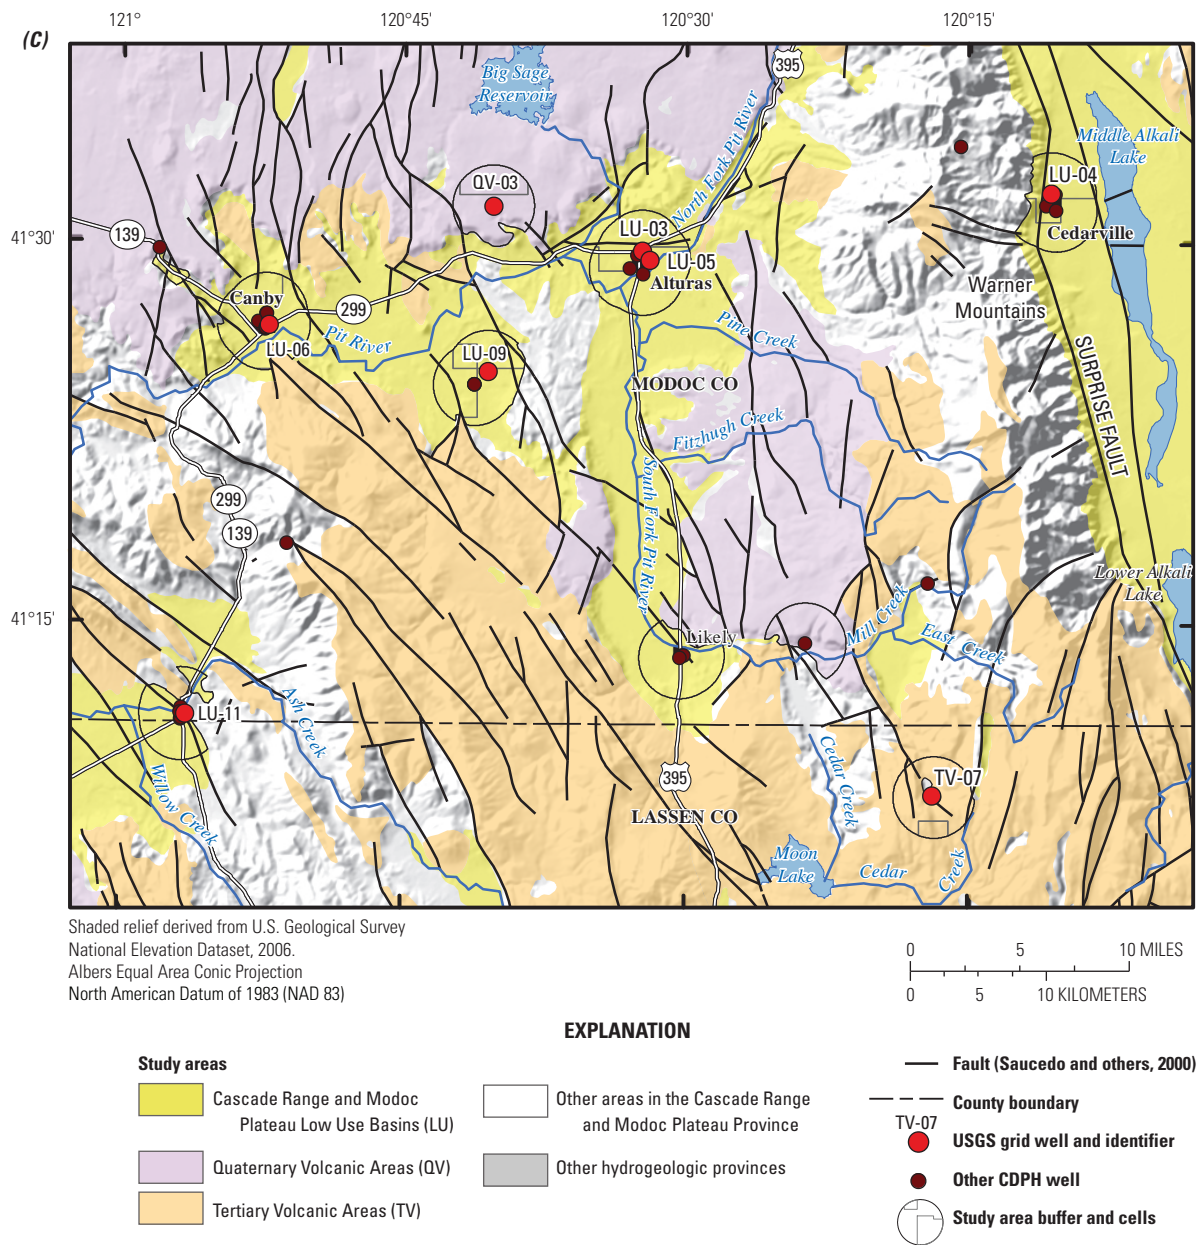 (C)
121°
120°45'
120°30'
120°15'
41°30'
41°15'
Big Sage
Reservoir
395
North Fork Pit River
Middle Alkali
Lake
QV-03
LU-04
LU-03
LU-05
Alturas
Cedarville
139
Canby
299
Pit River
LU-06
LU-09
Warner
Mountains
Pine Creek
MODOC CO
SURPRISE FAULT
Fitzhugh Creek
South Fork Pit River
299
139
Lower Alkali
Lake
Likely
Mill Creek
East Creek
LU-11
Ash Creek
Willow Creek
395
Cedar Creek
TV-07
LASSEN CO
Moon
Lake
Cedar
Creek
Shaded relief derived from U.S. Geological Survey
National Elevation Dataset, 2006.
Albers Equal Area Conic Projection
North American Datum of 1983 (NAD 83)
0 5 10 MILES
0 5 10 KILOMETERS
EXPLANATION
Study areas
Cascade Range and Modoc
Plateau Low Use Basins (LU)
Quaternary Volcanic Areas (QV)
Tertiary Volcanic Areas (TV)
Other areas in the Cascade Range
and Modoc Plateau Province
Other hydrogeologic provinces
Fault (Saucedo and others, 2000)
County boundary
TV-07
USGS grid well and identifier
Other CDPH well
Study area buffer and cells